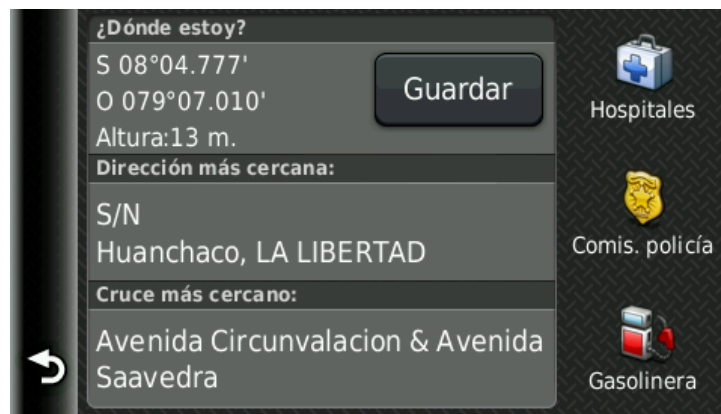 ¿Dónde estoy?
S 08°04.777'
O 079°07.010'
Altura:13 m.
Guardar
Dirección más cercana:
S/N
Huanchaco, LA LIBERTAD
Cruce más cercano:
Avenida Circunvalacion & Avenida
Saavedra
Hospitales
Comis. policía
Gasolinera